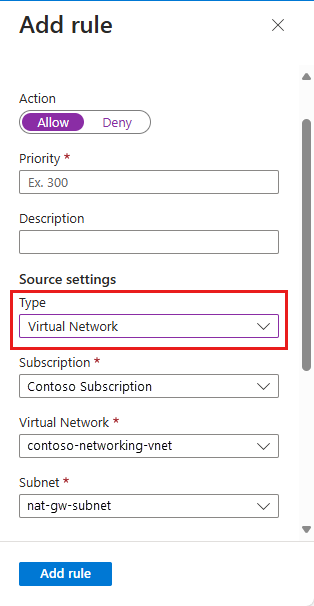 Add rule
Action
Allow Deny
Priority *
Ex. 300
Description
Source settings
Type
Virtual Network
Subscription *
Contoso Subscription
Virtual Network *
contoso-networking-vnet
Subnet *
nat-gw-subnet
Add rule